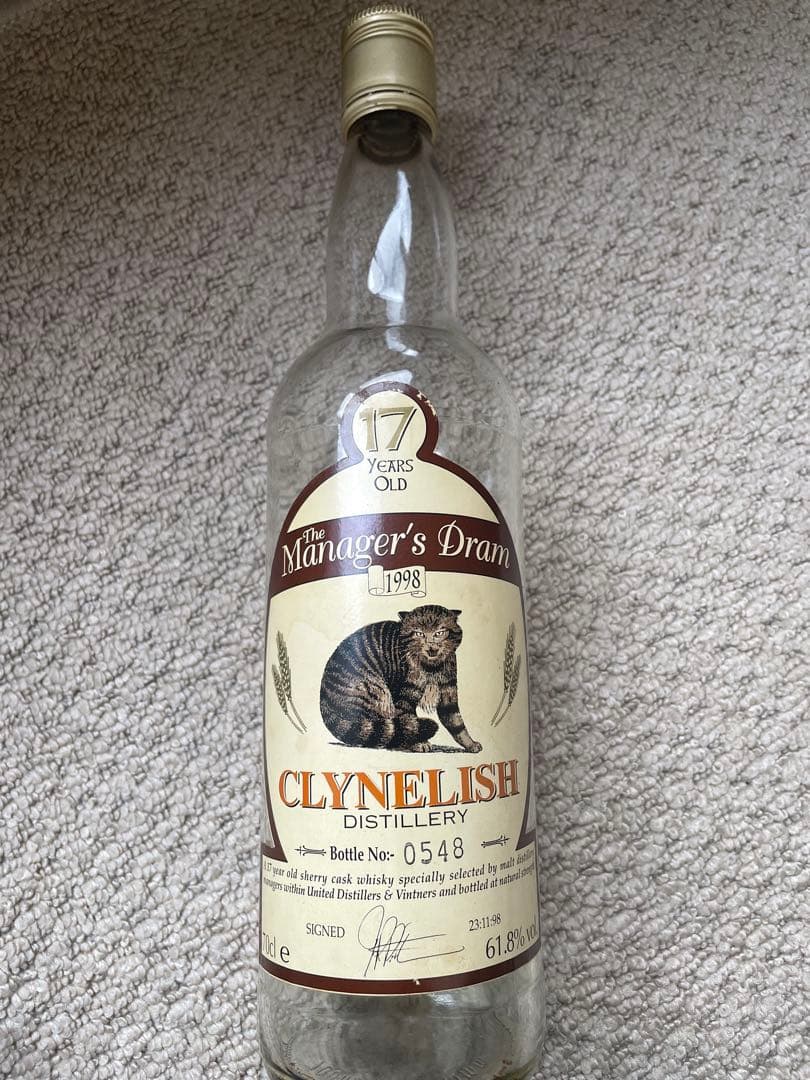 17
YEARS
OLD
The
Manager's Dram
1998
CLYNELISH
DISTILLERY
Bottle No:- 0548
17 year old sherry cask whisky specially selected by malt distillery
managers within United Distillers & Vintners and bottled at natural strength
SIGNED
23:11:98
70cl e
61.8% vol